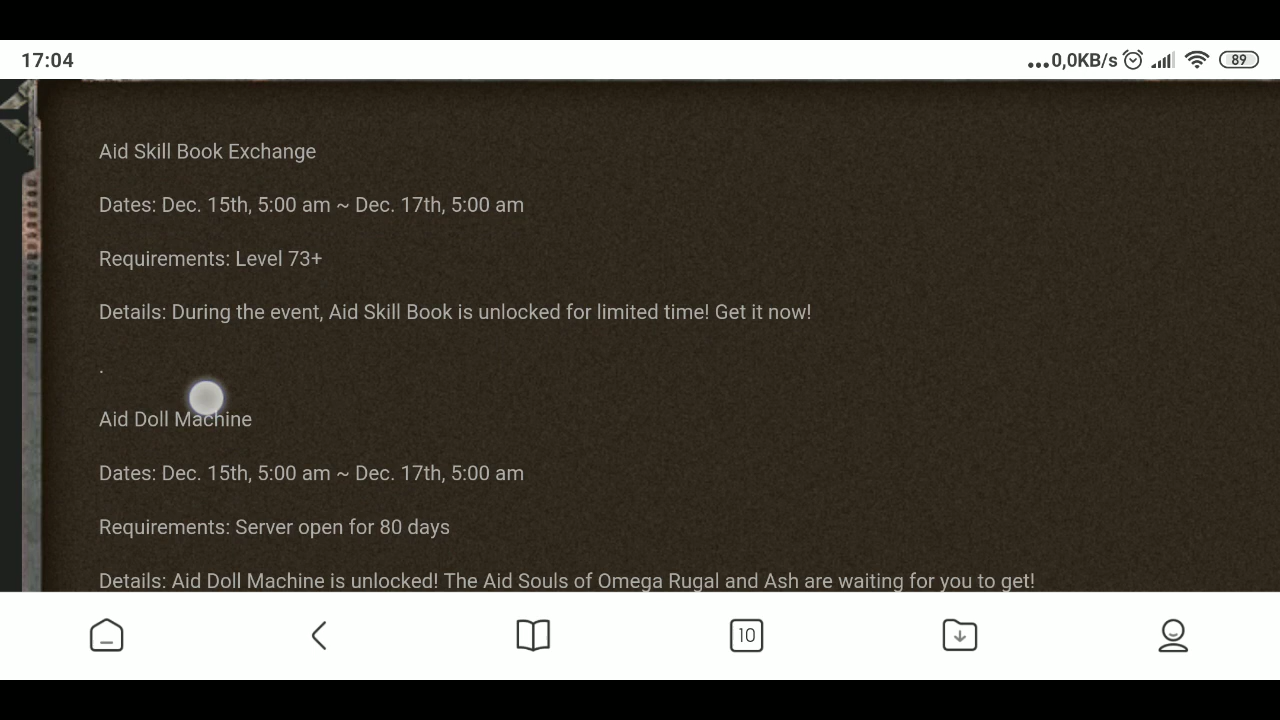 17:04
...0,0KB/s
89
Aid Skill Book Exchange
Dates: Dec. 15th, 5:00 am ~ Dec. 17th, 5:00 am
Requirements: Level 73+
Details: During the event, Aid Skill Book is unlocked for limited time! Get it now!
.
Aid Doll Machine
Dates: Dec. 15th, 5:00 am ~ Dec. 17th, 5:00 am
Requirements: Server open for 80 days
Details: Aid Doll Machine is unlocked! The Aid Souls of Omega Rugal and Ash are waiting for you to get!
10